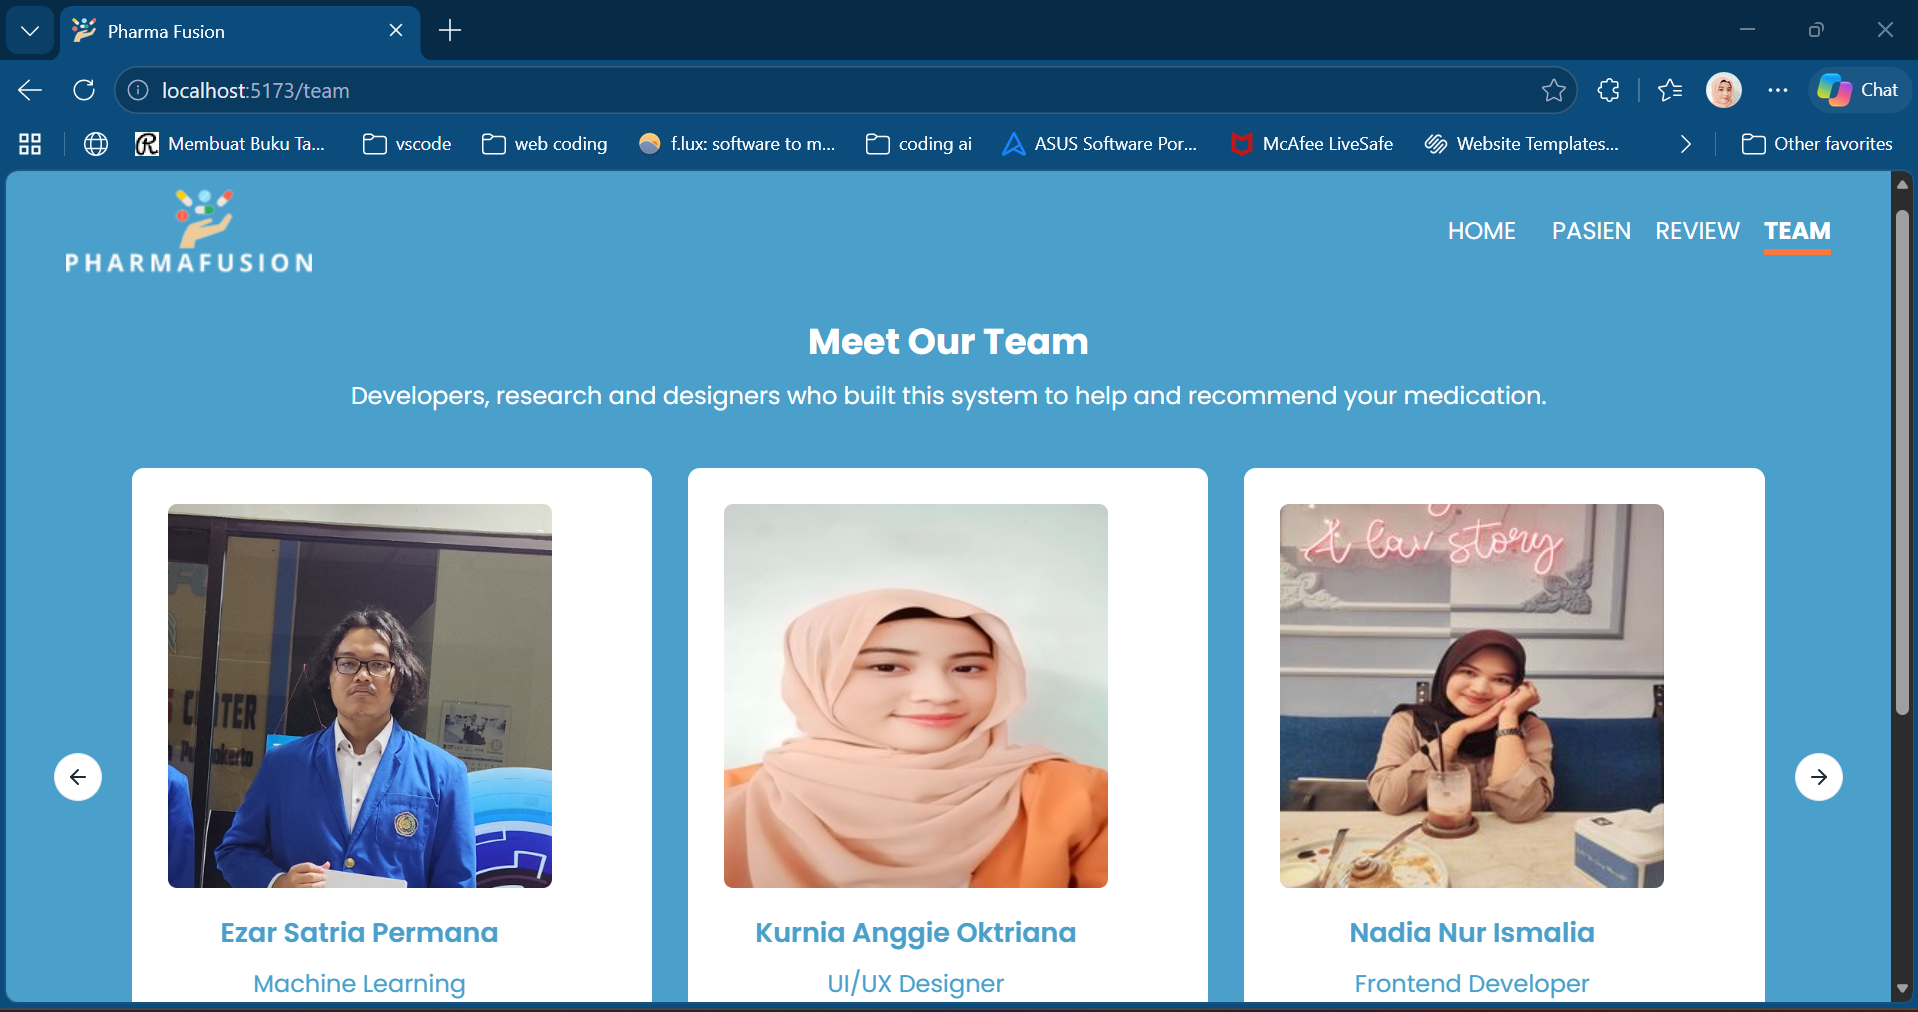 Pharma Fusion
localhost:5173/team
Chat
Membuat Buku Ta...
vscode
web coding
f.lux: software to m...
coding ai
ASUS Software Por...
McAfee LiveSafe
Website Templates...
Other favorites
PHARMAFUSION
HOME
PASIEN
REVIEW
TEAM
Meet Our Team
Developers, research and designers who built this system to help and recommend your medication.
A law story
Ezar Satria Permana
Kurnia Anggie Oktriana
Nadia Nur Ismalia
Machine Learning
UI/UX Designer
Frontend Developer